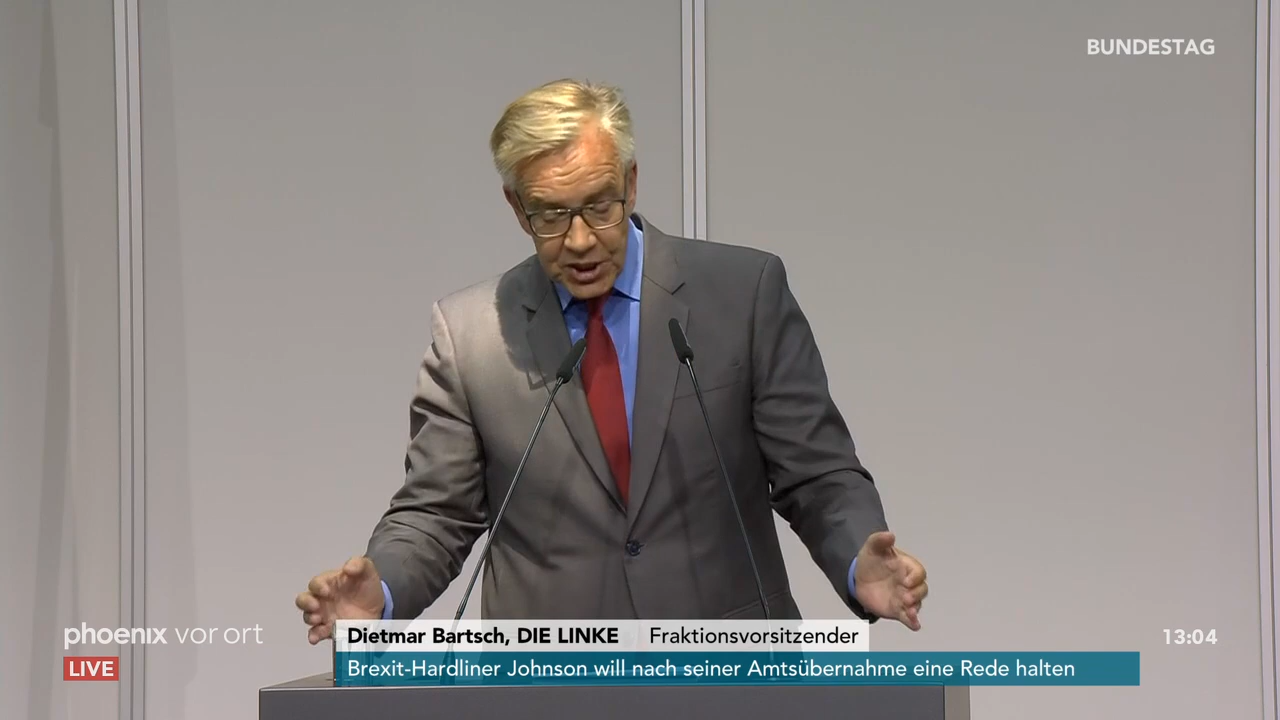 BUNDESTAG
phoenix vor ort
13:04
LIVE
Dietmar Bartsch, DIE LINKE Fraktionsvorsitzender
Brexit-Hardliner Johnson will nach seiner Amtsübernahme eine Rede halten